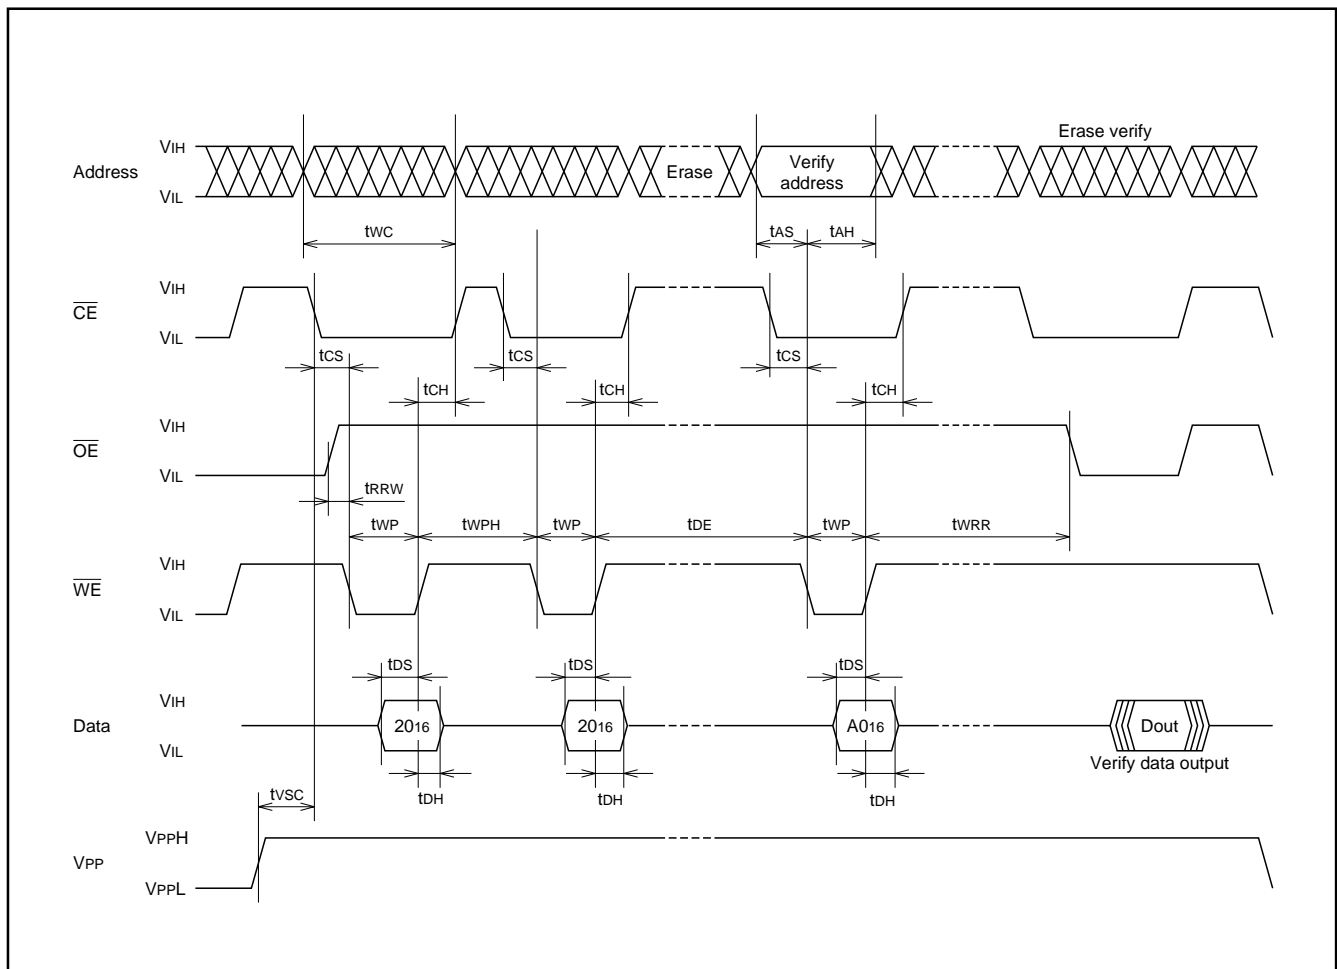 Erase verify
VIH
Address
Erase
Verify
address
VIL
tWC
tAS
tAH
VIH
CE
VIL
tCS
tCS
tCS
tCH
tCH
tCH
VIH
OE
VIL
tRRW
tWP
tWPH
tWP
tDE
tWP
tWRR
VIH
WE
VIL
tDS
tDS
tDS
VIH
Data
2016
2016
A016
Dout
VIL
Verify data output
tVSC
tDH
tDH
tDH
VPPH
VPP
VPPL